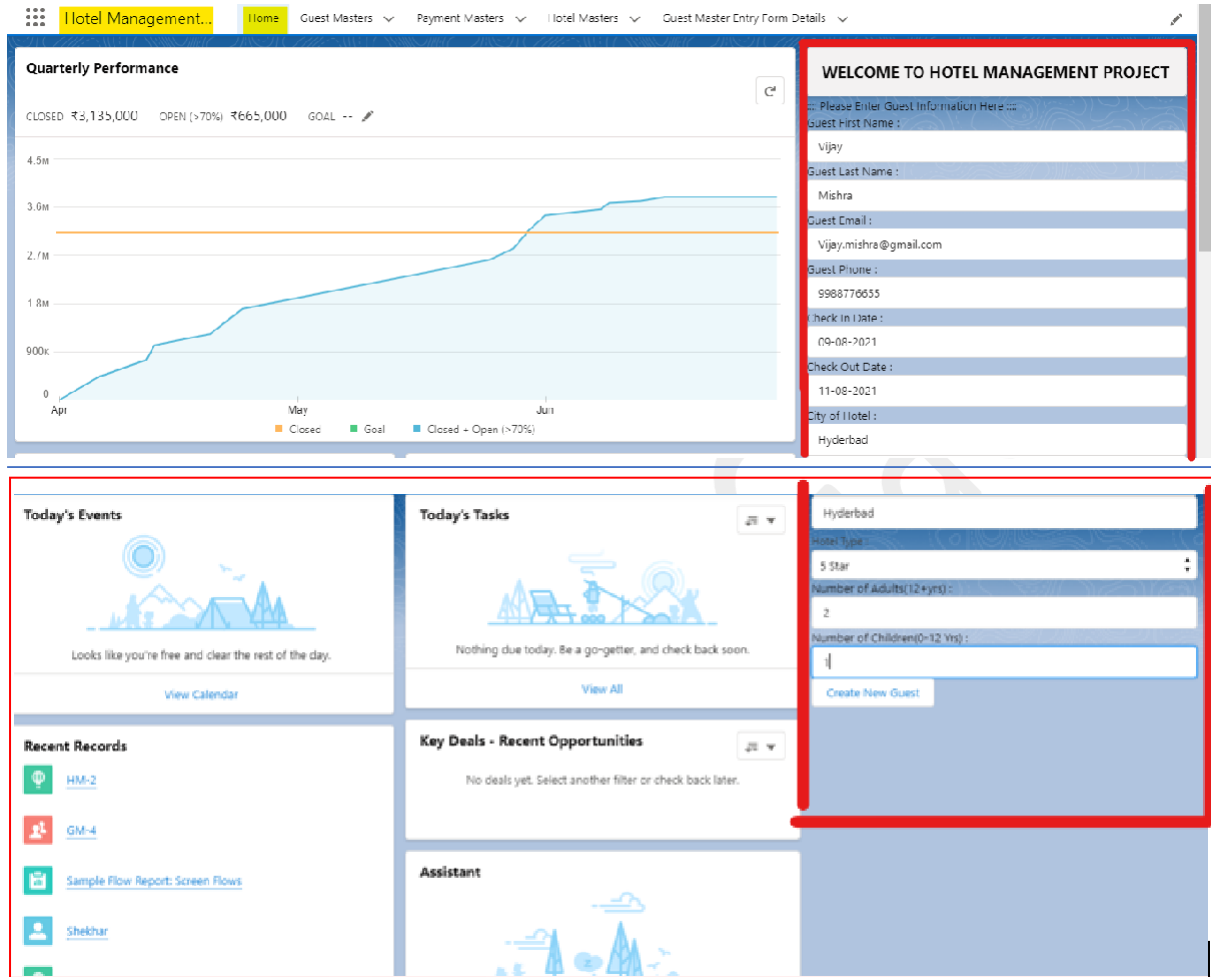 Hotel Management... Home Guest Masters Payment Masters Hotel Masters Guest Master Entry Form Details
Quarterly Performance
CLOSED ₹3,135,000 OPEN (>70%) ₹665,000 GOAL --
4.5M
3.6M
2.7M
1.8M
900K
0
Apr May Jun
Closed Goal Closed + Open (>70%)
WELCOME TO HOTEL MANAGEMENT PROJECT
:::: Please Enter Guest Information Here ::::
Guest First Name :
Vijay
Guest Last Name :
Mishra
Guest Email :
Vijay.mishra@gmail.com
Guest Phone :
9988776655
Check In Date :
09-08-2021
Check Out Date :
11-08-2021
City of Hotel :
Hyderbad
Today's Events
Looks like you're free and clear the rest of the day.
View Calendar
Recent Records
HM-2
GM-4
Sample Flow Report: Screen Flows
Shekhar
Today's Tasks
Nothing due today. Be a go-getter, and check back soon.
View All
Key Deals - Recent Opportunities
No deals yet. Select another filter or check back later.
Assistant
Hyderbad
Hotel Type :
5 Star
Number of Adults(12+yrs) :
2
Number of Children(0-12 Yrs) :
1
Create New Guest